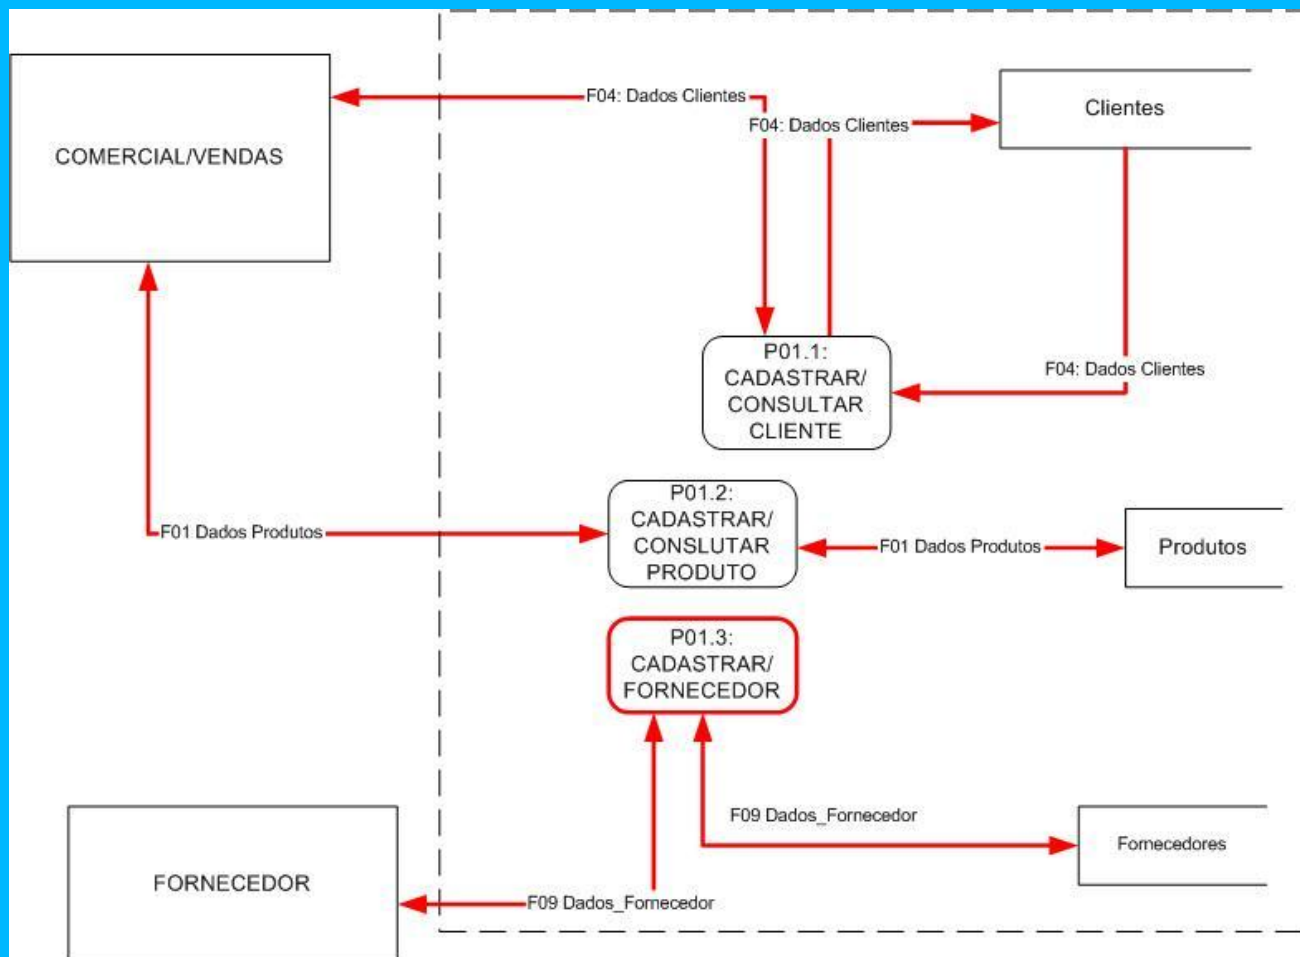 F04: Dados Clientes
Clientes
F04: Dados Clientes
COMERCIAL/VENDAS
P01.1:
CADASTRAR/
CONSULTAR
CLIENTE
F04: Dados Clientes
P01.2:
CADASTRAR/
CONSLUTAR
PRODUTO
F01 Dados Produtos
F01 Dados Produtos
Produtos
P01.3:
CADASTRAR/
FORNECEDOR
F09 Dados_Fornecedor
Fornecedores
FORNECEDOR
F09 Dados_Fornecedor